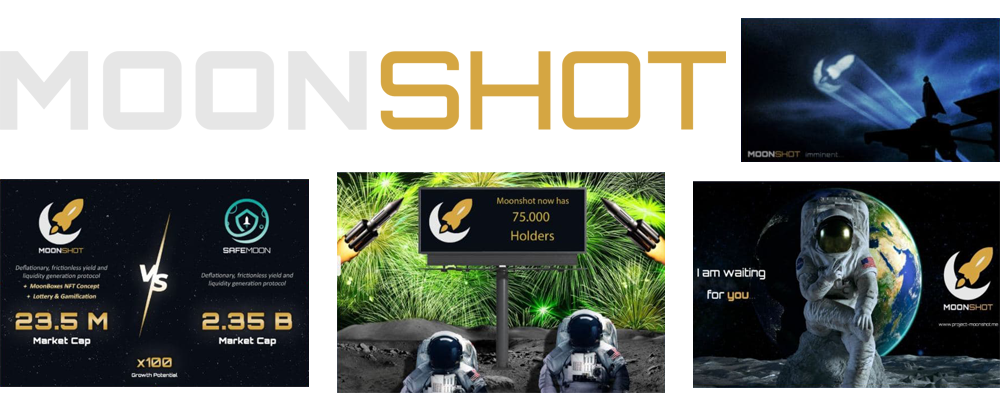 MOONSHOT
MOONSHOT imminent...
MOONSHOT
Deflationary, frictionless yield and
liquidity generation protocol
+ MoonBoxes NFT Concept
+ Lottery & Gamification
23.5 M
Market Cap
VS
SAFEMOON
Deflationary, frictionless yield and
liquidity generation protocol
2.35 B
Market Cap
x100
Growth Potential
Moonshot now has
75.000
Holders
I am waiting
for you
MOONSHOT
www.project-moonshot.me